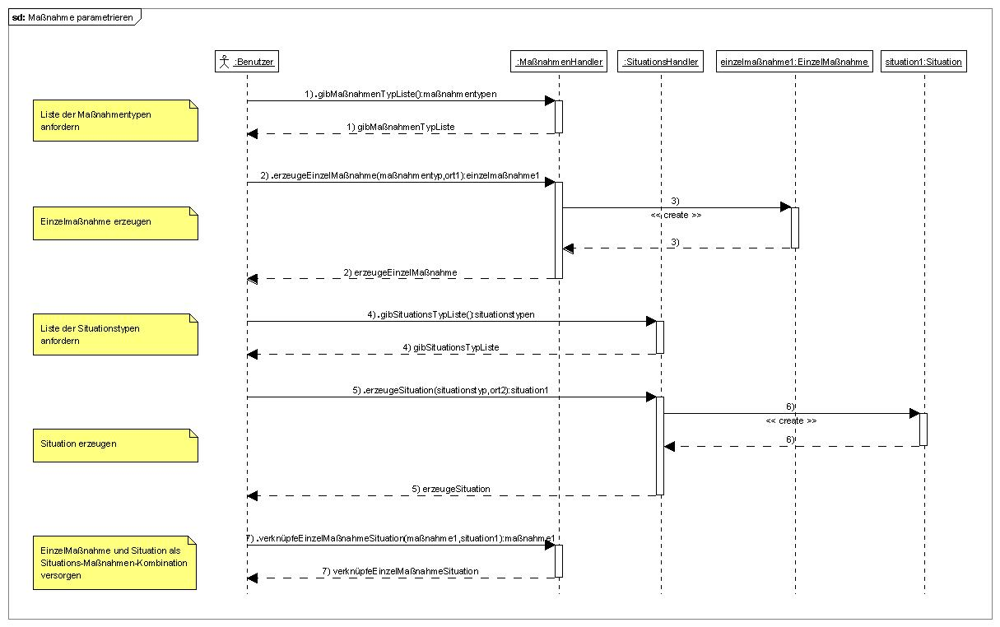 sd: Maßnahme parametrieren
:Benutzer
:MaßnahmenHandler
:SituationsHandler
einzelmaßnahme1:EinzelMaßnahme
situation1:Situation
1) .gibMaßnahmenTypListe():maßnahmentypen
Liste der Maßnahmentypen
anfordern
1) gibMaßnahmenTypListe
2) .erzeugeEinzelMaßnahme(maßnahmentyp,ort1):einzelmaßnahme1
3)
<< create >>
Einzelmaßnahme erzeugen
3)
2) erzeugeEinzelMaßnahme
4) .gibSituationsTypListe():situationstypen
Liste der Situationstypen
anfordern
4) gibSituationsTypListe
5) .erzeugeSituation(situationstyp,ort2):situation1
6)
<< create >>
Situation erzeugen
6)
5) erzeugeSituation
7) .verknüpfeEinzelMaßnahmeSituation(maßnahme1,situation1):maßnahme1
EinzelMaßnahme und Situation als
Situations-Maßnahmen-Kombination
versorgen
7) verknüpfeEinzelMaßnahmeSituation